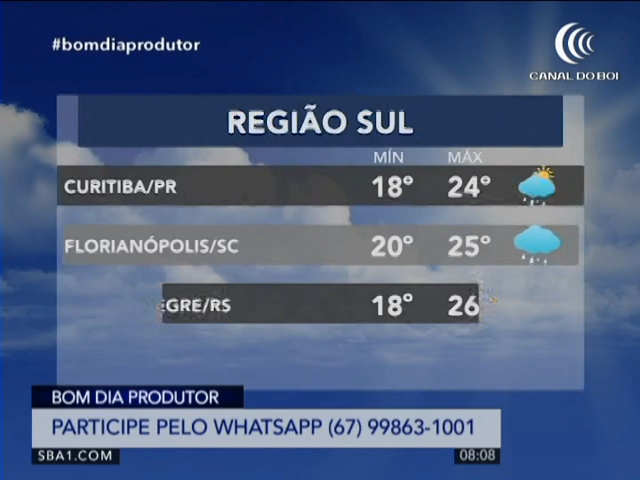 #bomdiaprodutor
CANAL DO BOI
REGIÃO SUL
MÍN MÁX
CURITIBA/PR 18° 24°
FLORIANÓPOLIS/SC 20° 25°
EGRE/RS 18° 26
BOM DIA PRODUTOR
PARTICIPE PELO WHATSAPP (67) 99863-1001
SBA1.COM 08:08